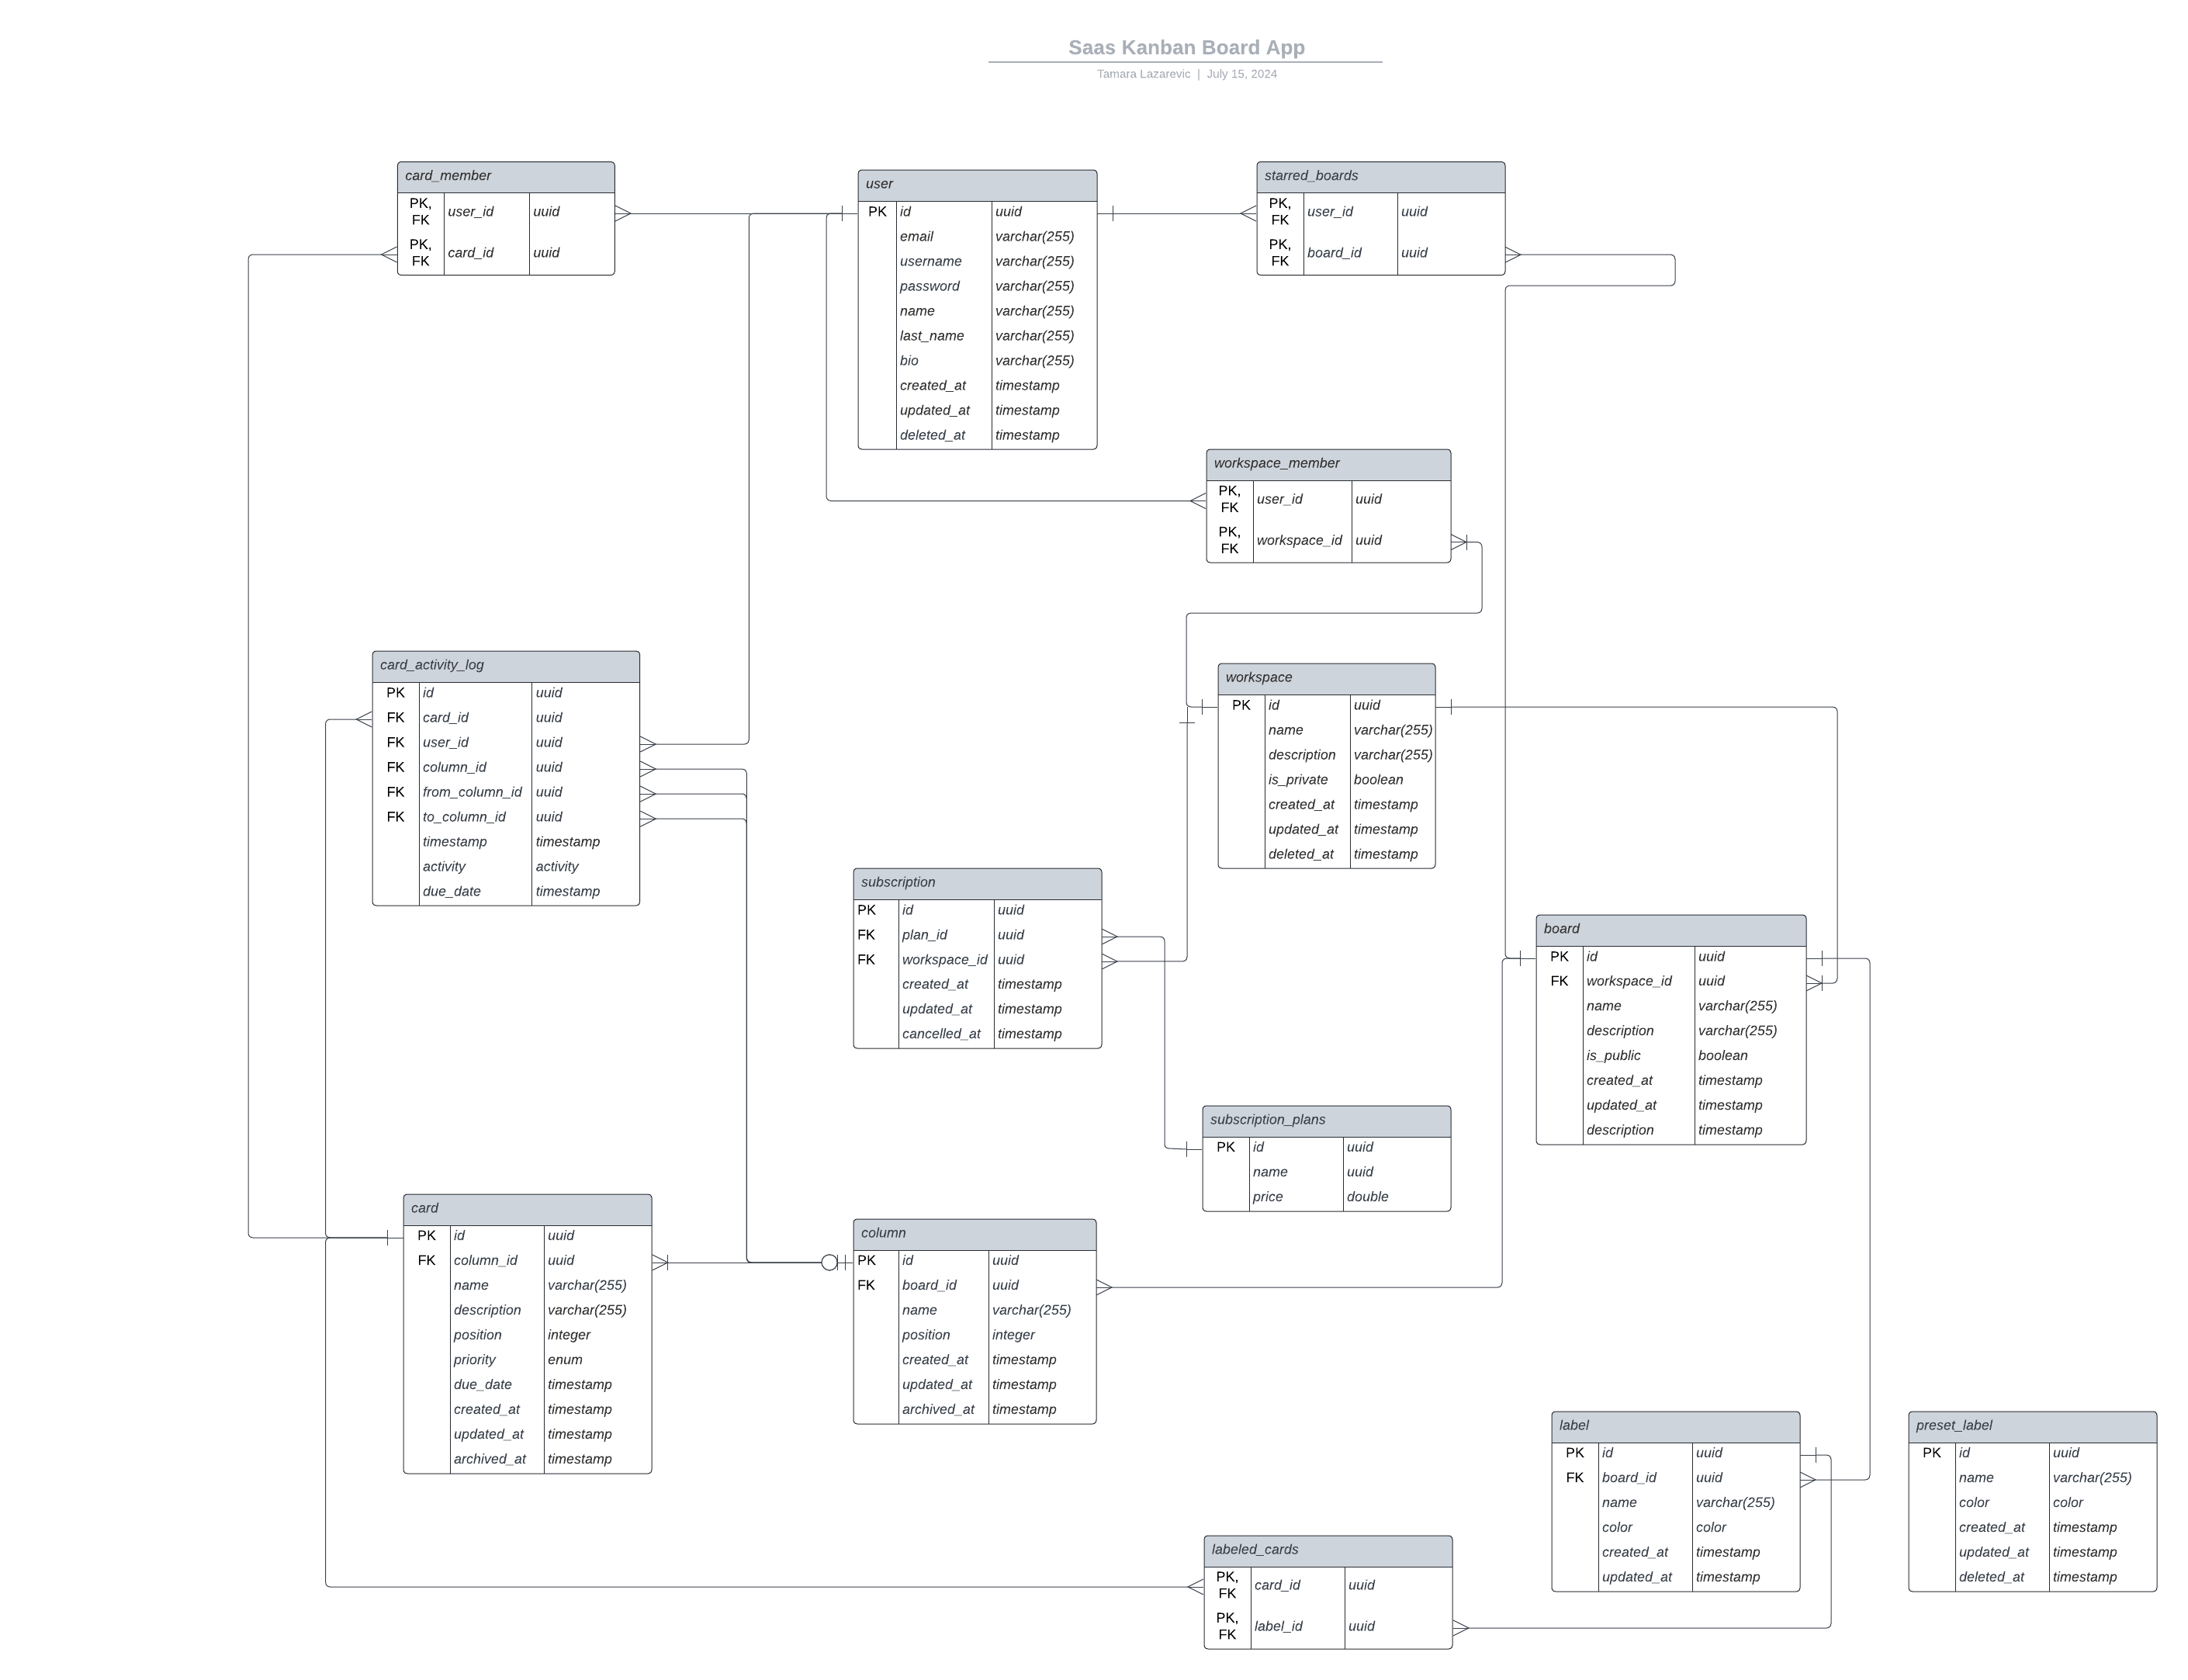 Saas Kanban Board App
Tamara Lazarevic | July 15, 2024
card_member
PK, FK user_id uuid
PK, FK card_id uuid
user
PK id uuid
email varchar(255)
username varchar(255)
password varchar(255)
name varchar(255)
last_name varchar(255)
bio varchar(255)
created_at timestamp
updated_at timestamp
deleted_at timestamp
starred_boards
PK, FK user_id uuid
PK, FK board_id uuid
workspace_member
PK, FK user_id uuid
PK, FK workspace_id uuid
card_activity_log
PK id uuid
FK card_id uuid
FK user_id uuid
FK column_id uuid
FK from_column_id uuid
FK to_column_id uuid
timestamp timestamp
activity activity
due_date timestamp
workspace
PK id uuid
name varchar(255)
description varchar(255)
is_private boolean
created_at timestamp
updated_at timestamp
deleted_at timestamp
subscription
PK id uuid
FK plan_id uuid
FK workspace_id uuid
created_at timestamp
updated_at timestamp
cancelled_at timestamp
board
PK id uuid
FK workspace_id uuid
name varchar(255)
description varchar(255)
is_public boolean
created_at timestamp
updated_at timestamp
description timestamp
subscription_plans
PK id uuid
name uuid
price double
card
PK id uuid
FK column_id uuid
name varchar(255)
description varchar(255)
position integer
priority enum
due_date timestamp
created_at timestamp
updated_at timestamp
archived_at timestamp
column
PK id uuid
FK board_id uuid
name varchar(255)
position integer
created_at timestamp
updated_at timestamp
archived_at timestamp
label
PK id uuid
FK board_id uuid
name varchar(255)
color color
created_at timestamp
updated_at timestamp
preset_label
PK id uuid
name varchar(255)
color color
created_at timestamp
updated_at timestamp
deleted_at timestamp
labeled_cards
PK, FK card_id uuid
PK, FK label_id uuid